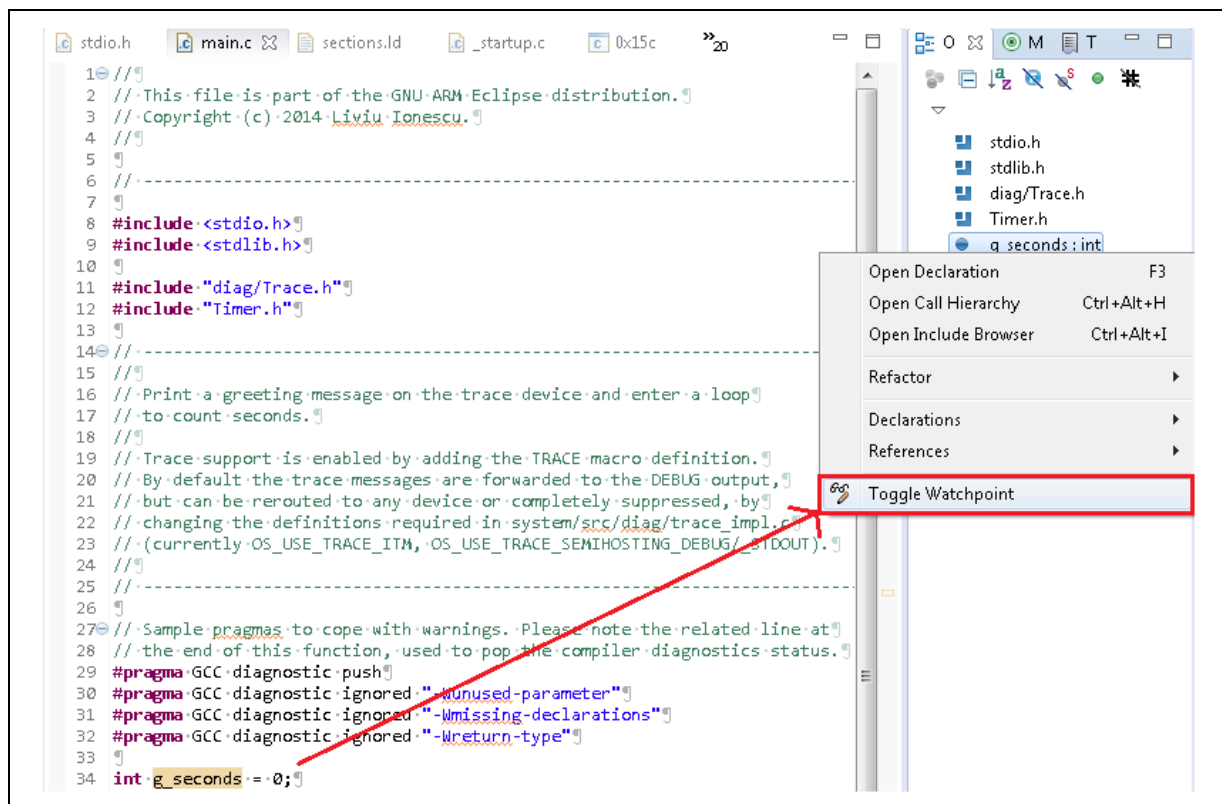 stdio.h main.c sections.ld _startup.c 0x15c »20
O M T
1 //¶
2 // This file is part of the GNU ARM Eclipse distribution.¶
3 // Copyright (c) 2014 Liviu Ionescu.¶
4 //¶
5 ¶
6 // -----------------------------------------------------------------------
7 ¶
8 #include <stdio.h>¶
9 #include <stdlib.h>¶
10 ¶
11 #include "diag/Trace.h"¶
12 #include "Timer.h"¶
13 ¶
14 // -----------------------------------------------------------------------
15 //¶
16 // Print a greeting message on the trace device and enter a loop¶
17 // to count seconds.¶
18 //¶
19 // Trace support is enabled by adding the TRACE macro definition.¶
20 // By default the trace messages are forwarded to the DEBUG output,¶
21 // but can be rerouted to any device or completely suppressed, by¶
22 // changing the definitions required in system/src/diag/trace_impl.c¶
23 // (currently OS_USE_TRACE_ITM, OS_USE_TRACE_SEMIHOSTING_DEBUG/_STDOUT).¶
24 //¶
25 // -----------------------------------------------------------------------
26 ¶
27 // Sample pragmas to cope with warnings. Please note the related line at¶
28 // the end of this function, used to pop the compiler diagnostics status.¶
29 #pragma GCC diagnostic push¶
30 #pragma GCC diagnostic ignored "-Wunused-parameter"¶
31 #pragma GCC diagnostic ignored "-Wmissing-declarations"¶
32 #pragma GCC diagnostic ignored "-Wreturn-type"¶
33 ¶
34 int g_seconds = 0;¶
stdio.h
stdlib.h
diag/Trace.h
Timer.h
g_seconds : int
Open Declaration F3
Open Call Hierarchy Ctrl+Alt+H
Open Include Browser Ctrl+Alt+I
Refactor
Declarations
References
Toggle Watchpoint